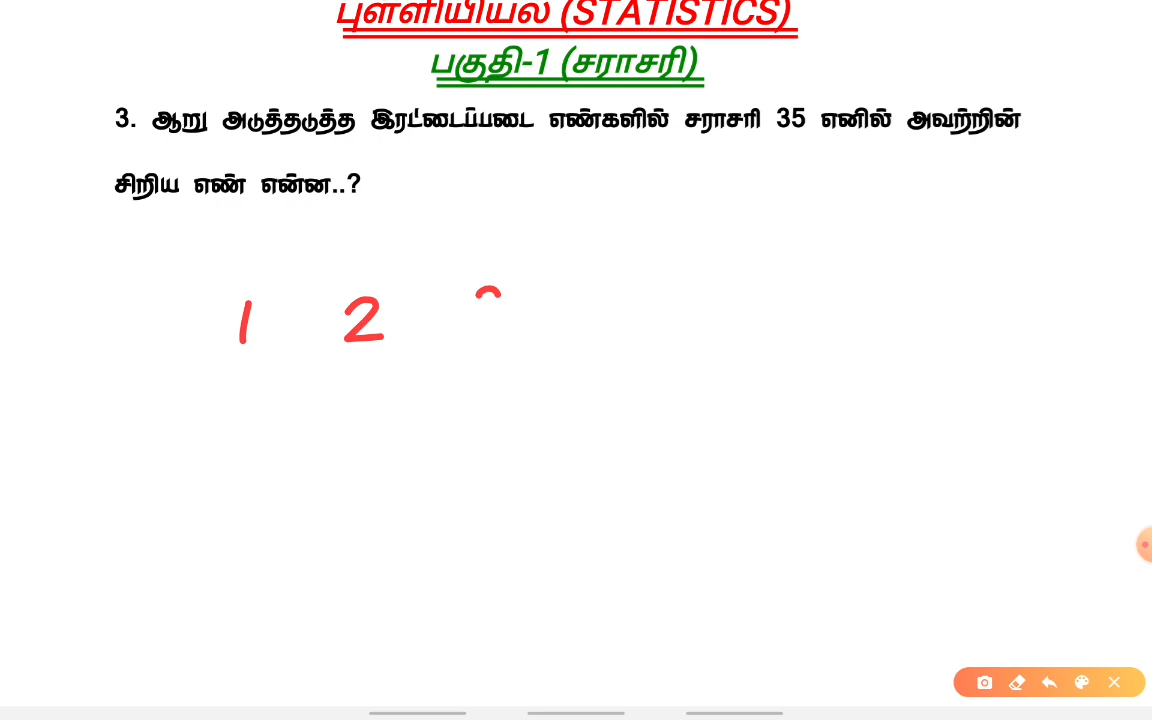 புள்ளியியல் (STATISTICS)
பகுதி-1 (சராசரி)
3. ஆறு அடுத்தடுத்த இரட்டைப்படை எண்களில் சராசரி 35 எனில் அவற்றின்
சிறிய எண் என்ன..?
1 2